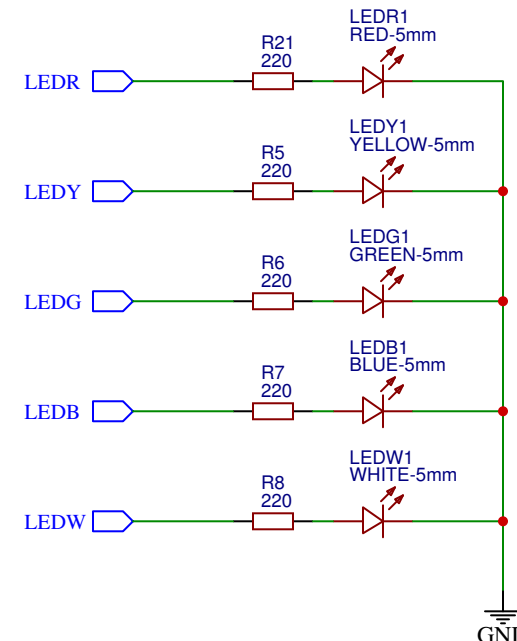 LEDR1
RED-5mm
R21
220
LEDR
LEDY1
YELLOW-5mm
R5
220
LEDY
LEDG1
GREEN-5mm
R6
220
LEDG
LEDB1
BLUE-5mm
R7
220
LEDB
LEDW1
WHITE-5mm
R8
220
LEDW